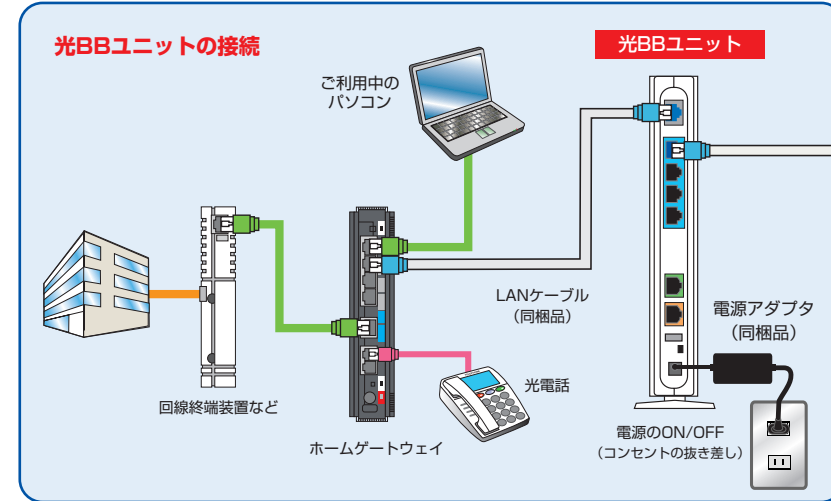 光BBユニットの接続
光BBユニット
ご利用中の
パソコン
LANケーブル
（同梱品）
電源アダプタ
（同梱品）
光電話
回線終端装置など
ホームゲートウェイ
電源のON/OFF
（コンセントの抜き差し）